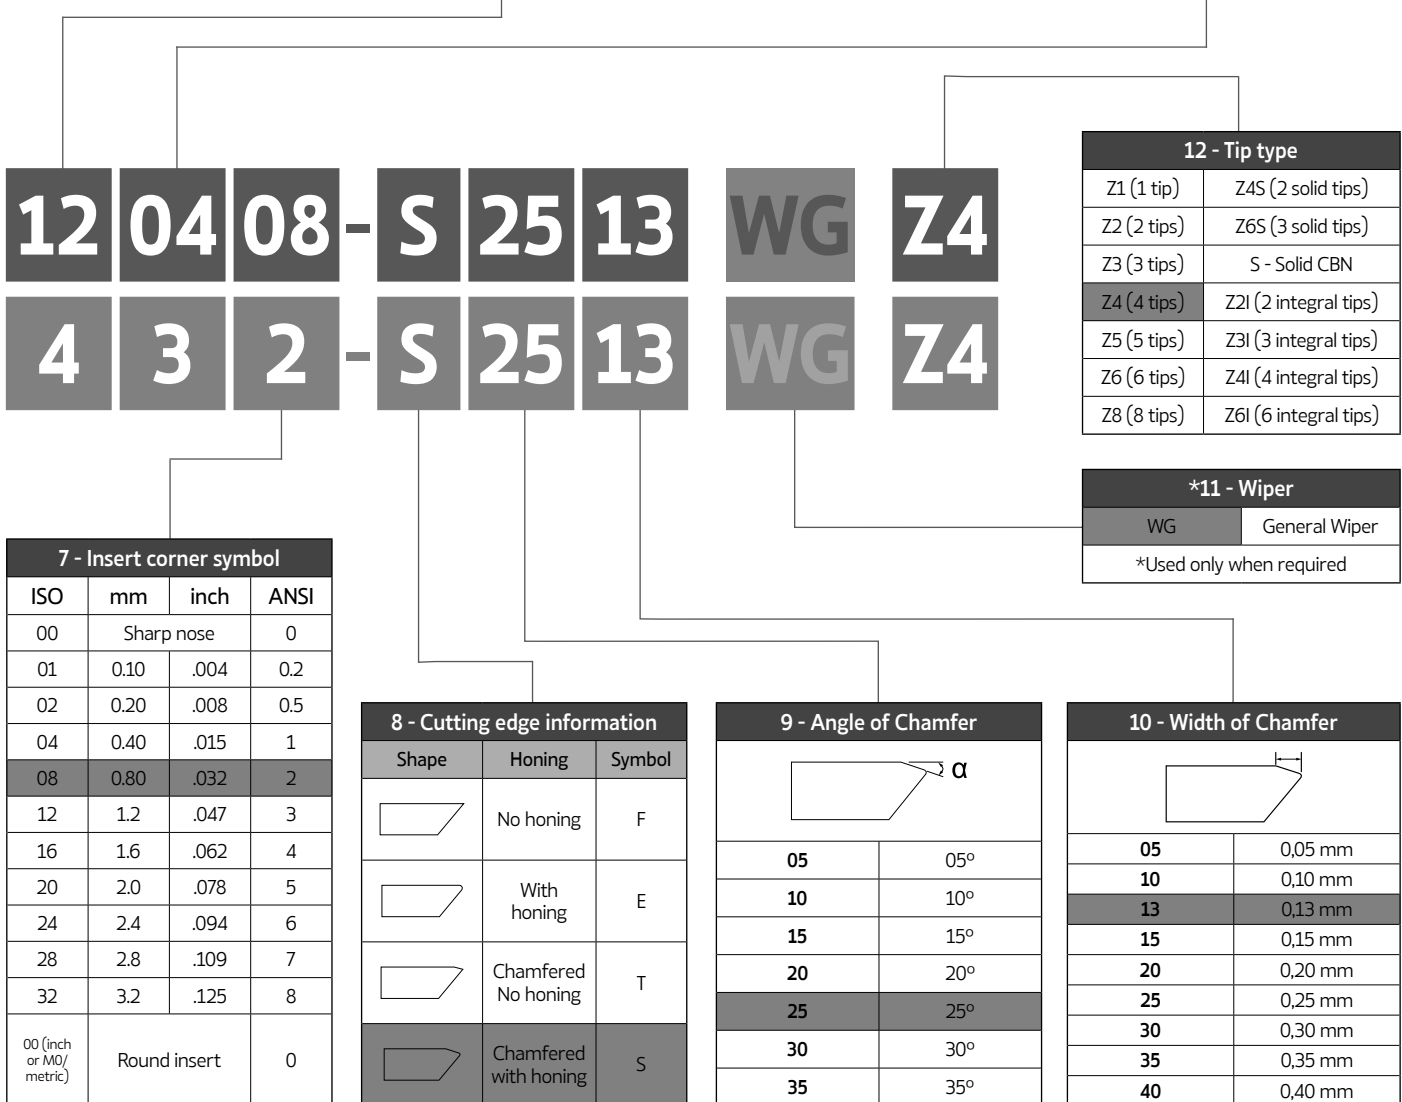 12 04 08 - S 25 13 WG Z4
4 3 2 - S 25 13 WG Z4
12 - Tip type
Z1 (1 tip) Z4S (2 solid tips)
Z2 (2 tips) Z6S (3 solid tips)
Z3 (3 tips) S - Solid CBN
Z4 (4 tips) Z2I (2 integral tips)
Z5 (5 tips) Z3I (3 integral tips)
Z6 (6 tips) Z4I (4 integral tips)
Z8 (8 tips) Z6I (6 integral tips)
*11 - Wiper
WG General Wiper
*Used only when required
7 - Insert corner symbol
ISO mm inch ANSI
00 Sharp nose 0
01 0.10 .004 0.2
02 0.20 .008 0.5
04 0.40 .015 1
08 0.80 .032 2
12 1.2 .047 3
16 1.6 .062 4
20 2.0 .078 5
24 2.4 .094 6
28 2.8 .109 7
32 3.2 .125 8
00 (inch
or M0/
metric)
Round insert 0
8 - Cutting edge information
Shape Honing Symbol
No honing F
With
honing
E
Chamfered
No honing
T
Chamfered
with honing
S
9 - Angle of Chamfer
α
05 05º
10 10º
15 15º
20 20º
25 25º
30 30º
35 35º
10 - Width of Chamfer
05 0,05 mm
10 0,10 mm
13 0,13 mm
15 0,15 mm
20 0,20 mm
25 0,25 mm
30 0,30 mm
35 0,35 mm
40 0,40 mm